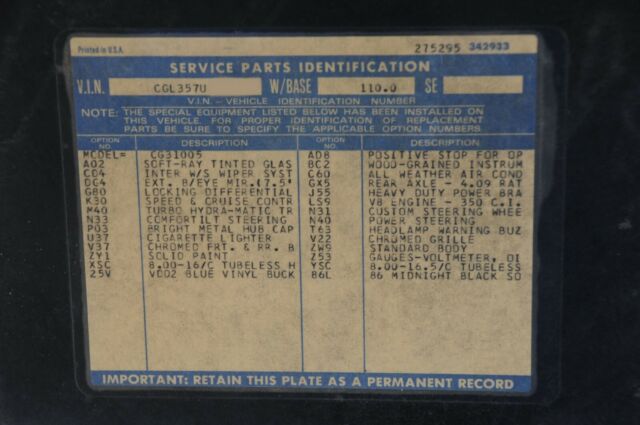 Printed in U.S.A. 275295 342933
SERVICE PARTS IDENTIFICATION
V.I.N. CGL357U W/BASE 110.0 SE
V.I.N. - VEHICLE IDENTIFICATION NUMBER
NOTE: THE SPECIAL EQUIPMENT LISTED BELOW HAS BEEN INSTALLED ON
THIS VEHICLE. FOR PROPER IDENTIFICATION OF REPLACEMENT
PARTS BE SURE TO SPECIFY THE APPLICABLE OPTION NUMBERS
OPTION NO. DESCRIPTION OPTION NO. DESCRIPTION
MODEL= CG31005 AD8 POSITIVE STOP FOR OP
A02 SOFT-RAY TINTED GLAS BC2 WOOD-GRAINED INSTRUM
CD4 INTER W/S WIPER SYST C60 ALL WEATHER AIR COND
DG4 EXT. B/EYE MIR.(7.5" GX5 REAR AXLE - 4.09 RAT
G80 LOCKING DIFFERENTIAL J55 HEAVY DUTY POWER BRA
K30 SPEED & CRUISE CONTR LS9 V8 ENGINE - 350 C.I.
M40 TURBO HYDRA-MATIC TR N31 CUSTOM STEERING WHEE
N33 COMFORTILT STEERING N40 POWER STEERING
P03 BRIGHT METAL HUB CAP T63 HEADLAMP WARNING BUZ
U37 CIGARETTE LIGHTER V22 CHROMED GRILLE
V37 CHROMED FRT. & RR. B ZW9 STANDARD BODY
ZY1 SOLID PAINT Z53 GAUGES-VOLTMETER, OI
XSC 8.00-16/C TUBELESS H YSC 8.00-16.5/C TUBELESS
25V VD02 BLUE VINYL BUCK 86L 86 MIDNIGHT BLACK SO
IMPORTANT: RETAIN THIS PLATE AS A PERMANENT RECORD